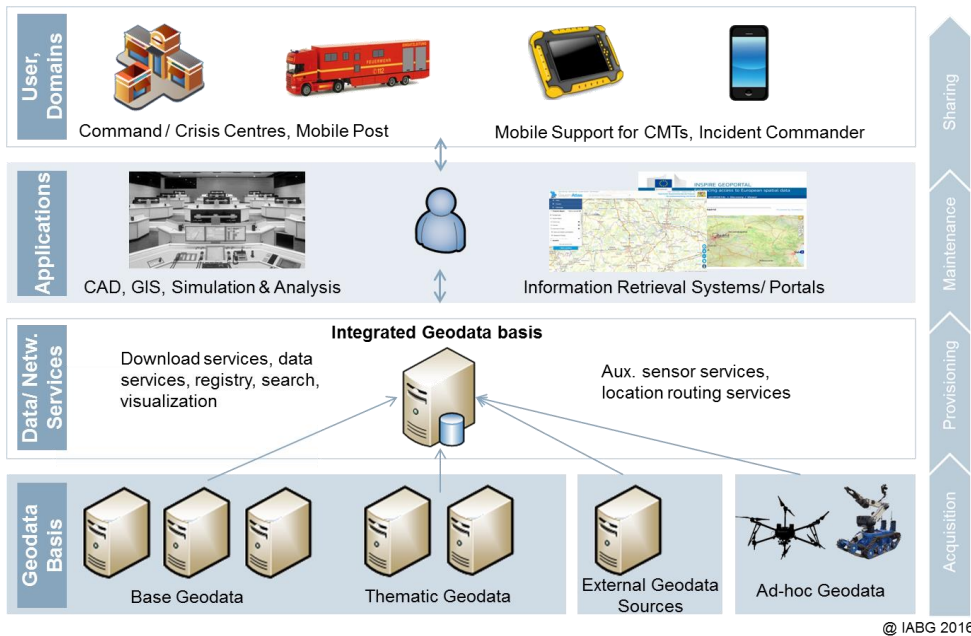 User,
Domains
Command / Crisis Centres, Mobile Post
Mobile Support for CMTs, Incident Commander
Sharing
Applications
INSPIRE GEOPORTAL
CAD, GIS, Simulation & Analysis
Information Retrieval Systems/ Portals
Maintenance
Data/ Netw.
Services
Integrated Geodata basis
Download services, data
services, registry, search,
visualization
Aux. sensor services,
location routing services
Provisioning
Geodata
Basis
Base Geodata
Thematic Geodata
External Geodata
Sources
Ad-hoc Geodata
Acquisition
@ IABG 2016